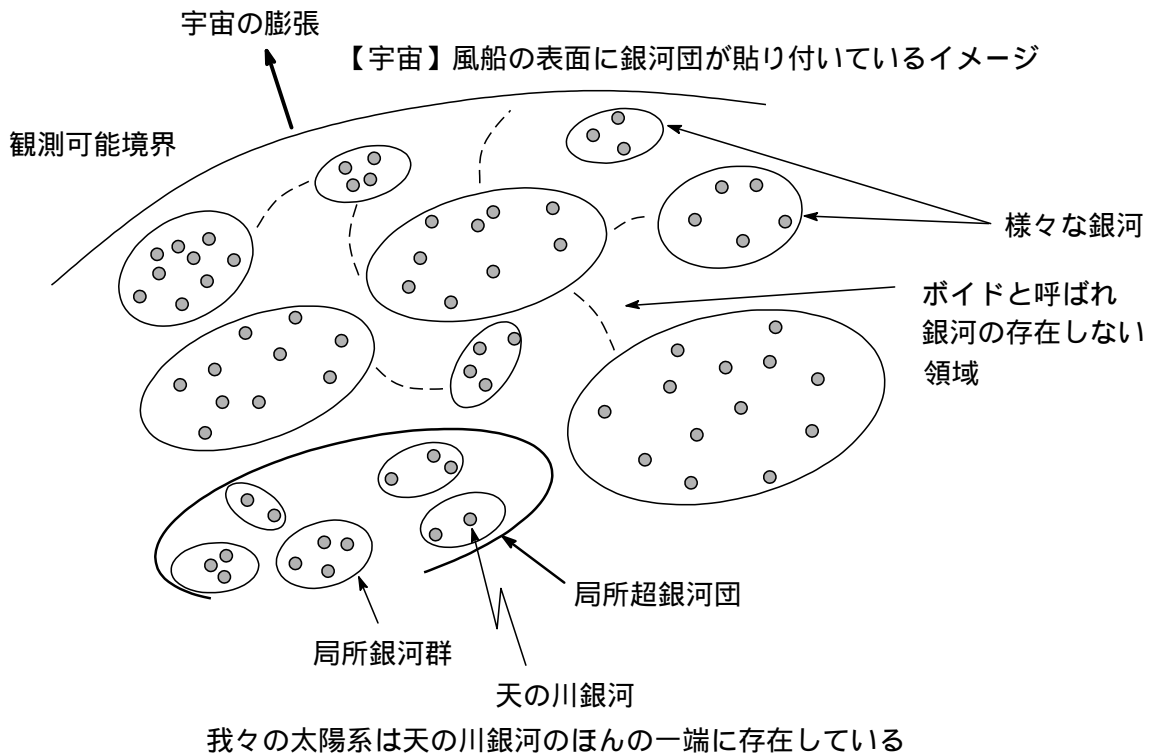 宇宙の膨張
【宇宙】風船の表面に銀河団が貼り付いているイメージ
観測可能境界
様々な銀河
ボイドと呼ばれ
銀河の存在しない
領域
局所超銀河団
局所銀河群
天の川銀河
我々の太陽系は天の川銀河のほんの一端に存在している